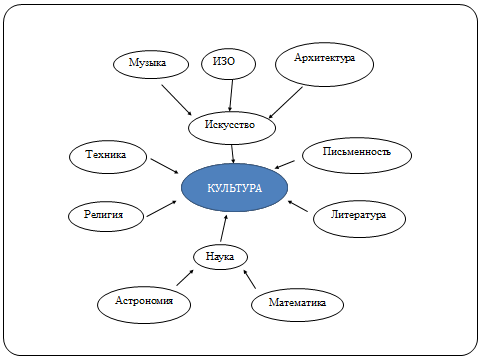 Музыка
ИЗО
Архитектура
Искусство
Техника
Письменность
КУЛЬТУРА
Религия
Литература
Наука
Астрономия
Математика